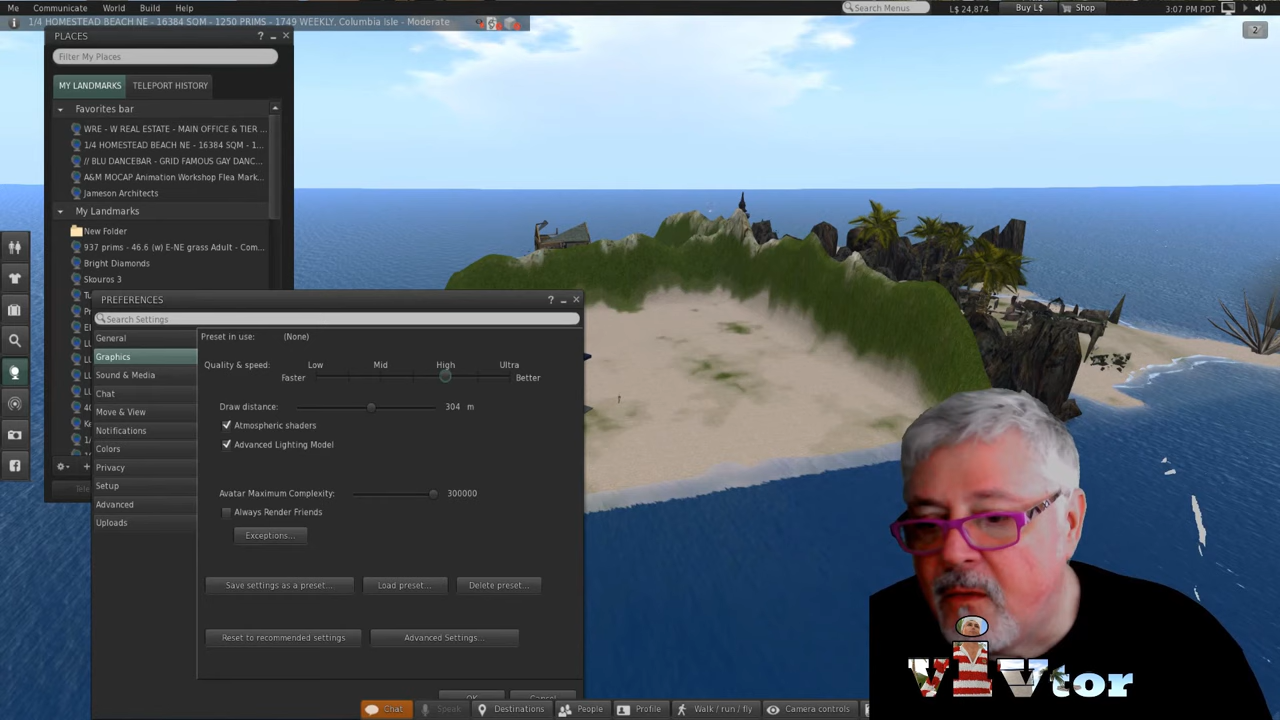 Me Communicate World Build Help
Search Menus L$ 24,874 Buy L$ Shop 3:07 PM PDT
1/4 HOMESTEAD BEACH NE - 16384 SQM - 1250 PRIMS - 1749 WEEKLY, Columbia Isle - Moderate
2
PLACES ?
Filter My Places
MY LANDMARKS TELEPORT HISTORY
Favorites bar
WRE - W REAL ESTATE - MAIN OFFICE & TIER ...
1/4 HOMESTEAD BEACH NE - 16384 SQM - 1...
// BLU DANCEBAR - GRID FAMOUS GAY DANC...
A&M MOCAP Animation Workshop Flea Mark...
Jameson Architects
My Landmarks
New Folder
937 prims - 46.6 (w) E-NE grass Adult - Com...
Bright Diamonds
Skouros 3
PREFERENCES ?
Search Settings
General
Graphics
Sound & Media
Chat
Move & View
Notifications
Colors
Privacy
Setup
Advanced
Uploads
Preset in use: (None)
Quality & speed: Low Mid High Ultra
Faster Better
Draw distance: 304 m
Atmospheric shaders
Advanced Lighting Model
Avatar Maximum Complexity: 300000
Always Render Friends
Exceptions...
Save settings as a preset... Load preset... Delete preset...
Reset to recommended settings. Advanced Settings...
OK Cancel
ViVtor
Chat Speak Destinations People Profile Walk / run / fly Camera controls